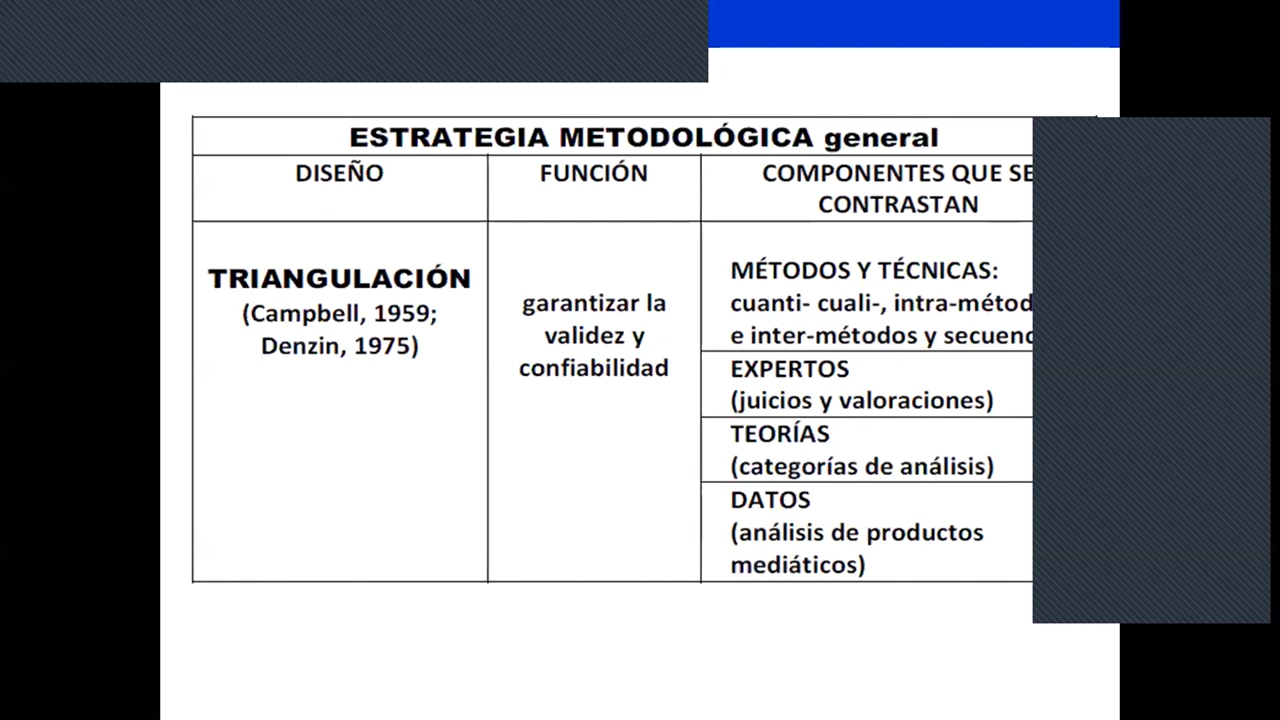 ESTRATEGIA METODOLÓGICA general
DISEÑO
FUNCIÓN
COMPONENTES QUE SE
CONTRASTAN
TRIANGULACIÓN
(Campbell, 1959;
Denzin, 1975)
garantizar la
validez y
confiabilidad
MÉTODOS Y TÉCNICAS:
cuanti- cuali-, intra-métod
e inter-métodos y secuenc
EXPERTOS
(juicios y valoraciones)
TEORÍAS
(categorías de análisis)
DATOS
(análisis de productos
mediáticos)